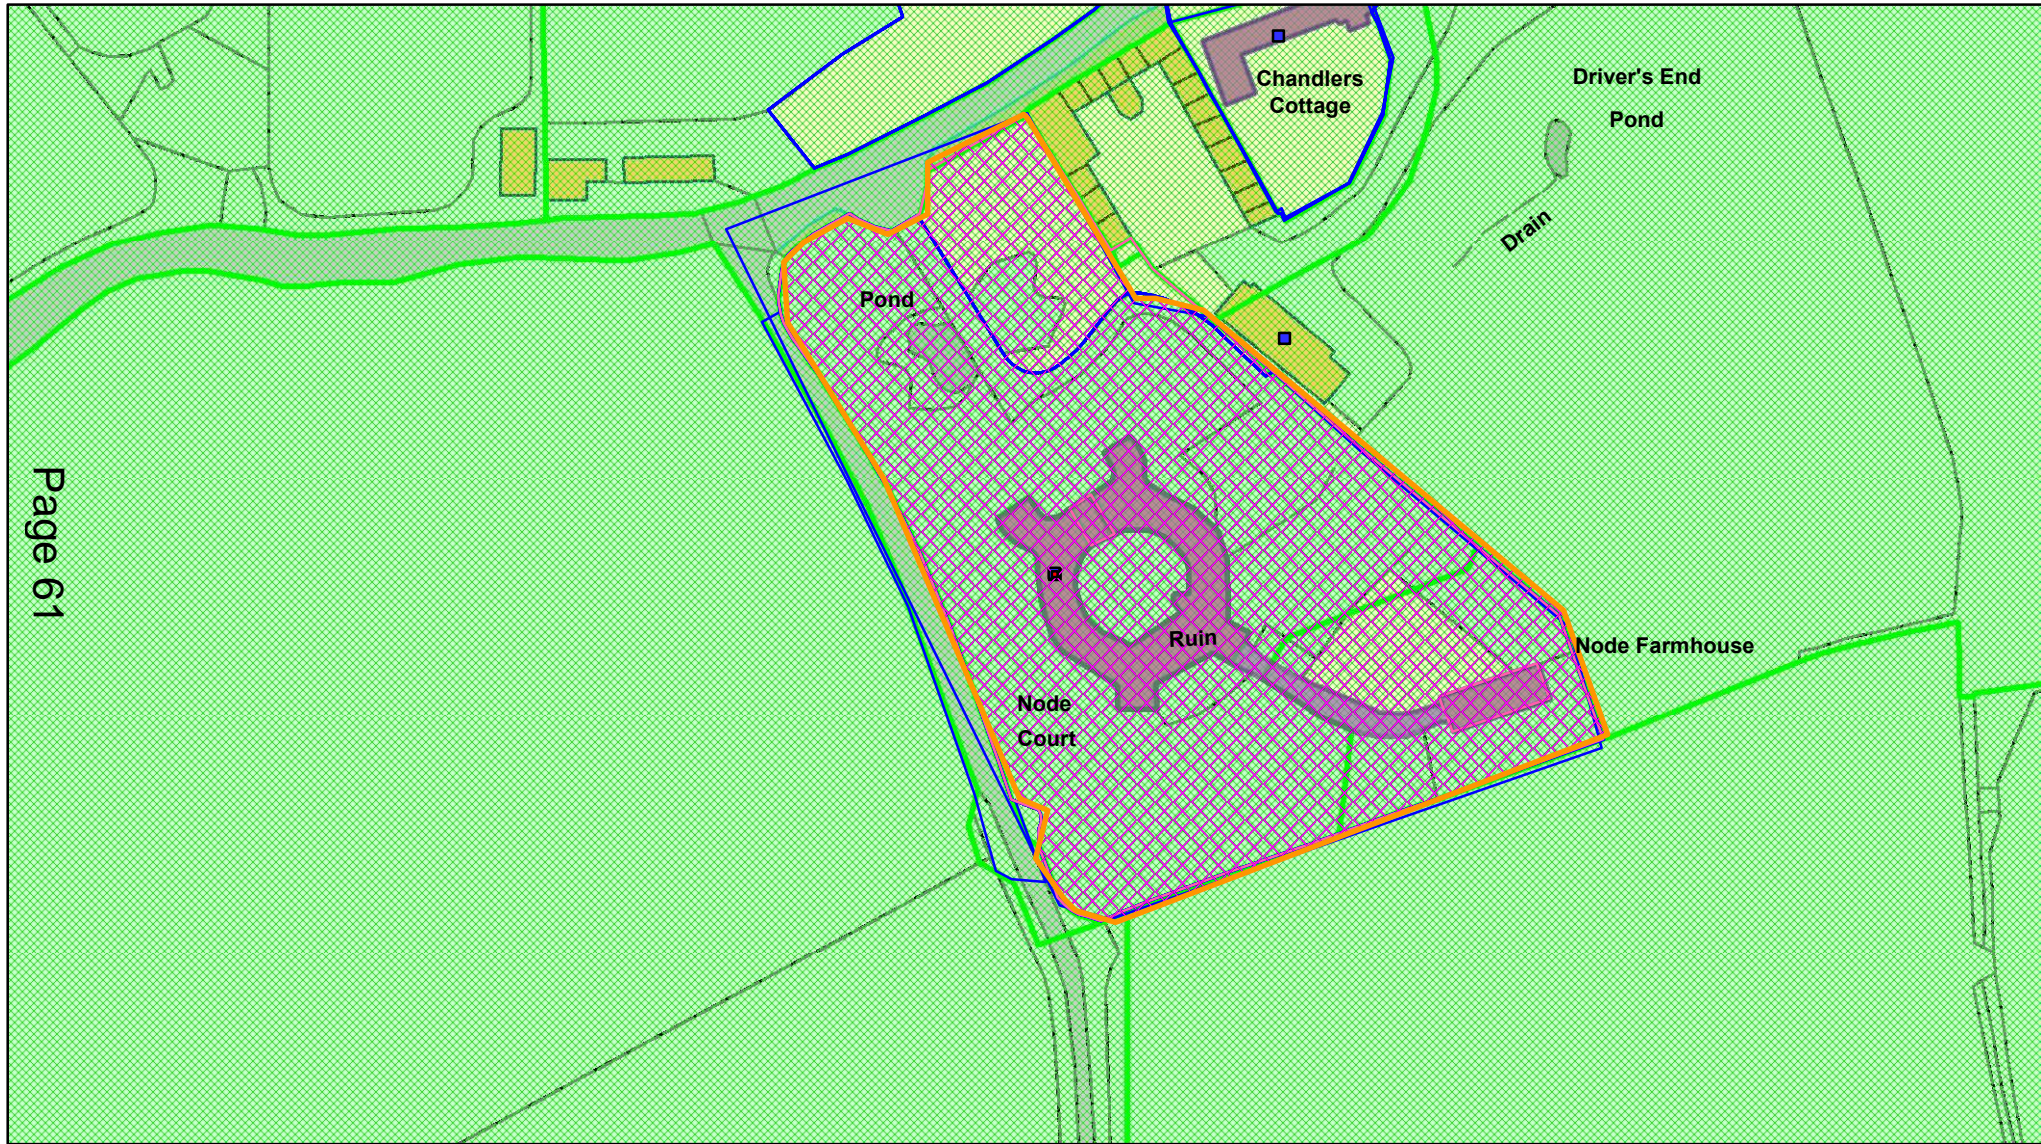 Chandlers
Cottage
Driver's End
Pond
Drain
Pond
Page 61
Ruin
Node Farmhouse
Node
Court